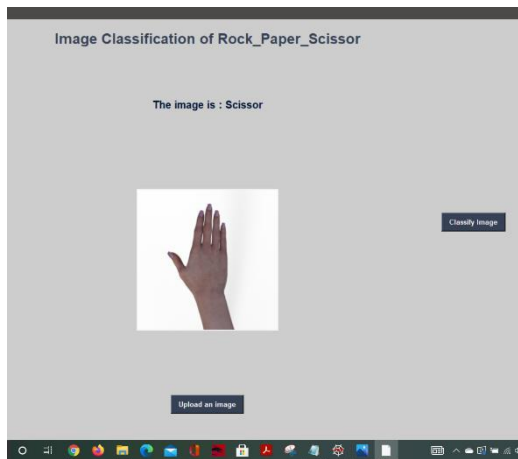 Image Classification of Rock_Paper_Scissor
The image is : Scissor
Classify Image
Upload an image